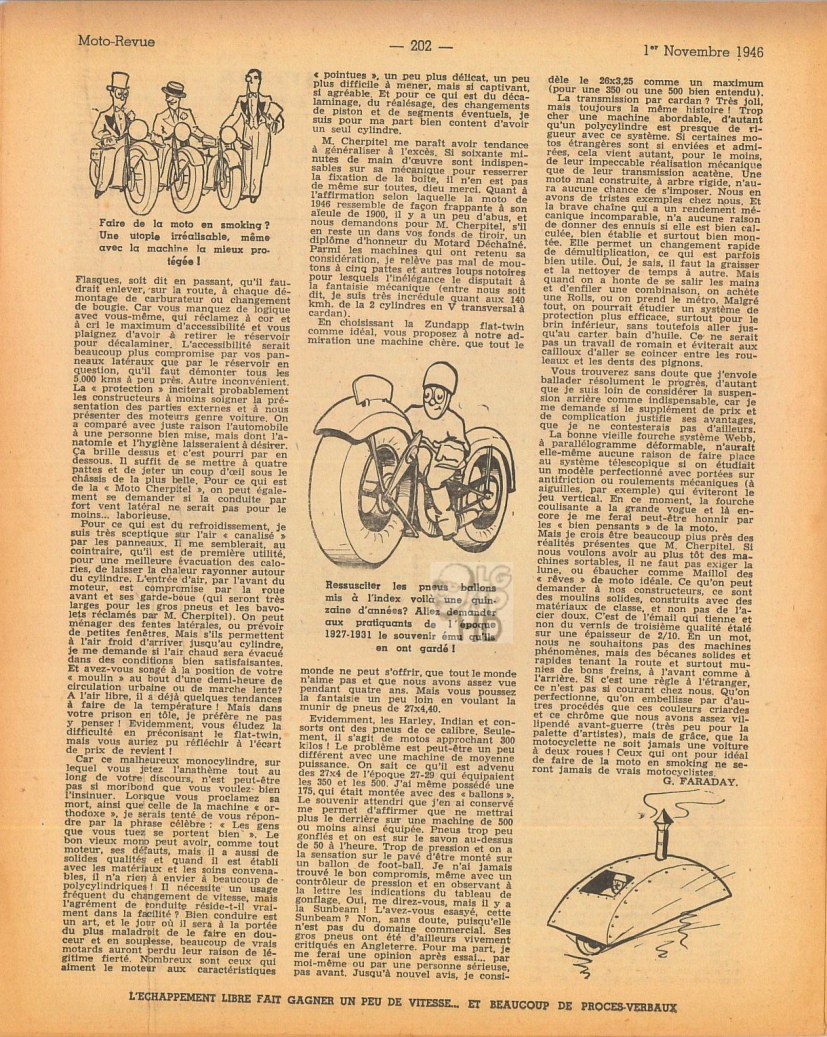 Moto-Revue
— 202 —
1er Novembre 1946
Faire de la moto en smoking ?
Une utopie irréalisable, même
avec la machine la mieux pro-
tégée !
Flasques, soit dit en passant, qu'il fau-
drait enlever, sur la route, à chaque dé-
montage de carburateur ou changement
de bougie. Car vous manquez de logique
avec vous-même, qui réclamez à cor et
à cri le maximum d'accessibilité et vous
plaignez d'avoir à retirer le réservoir
pour décalaminer. L'accessibilité serait
beaucoup plus compromise par vos pan-
neaux latéraux que par le réservoir en
question, qu'il faut démonter tous les
5.000 kms à peu près. Autre inconvénient.
La « protection » inciterait probablement
les constructeurs à moins soigner la pré-
sentation des parties externes et à nous
présenter des moteurs genre voiture. On
a comparé avec juste raison l'automobile
à une personne bien mise, mais dont l'a-
natomie et l'hygiène laisseraient à désirer.
Ça brille dessus et c'est pourri par en
dessous. Il suffit de se mettre à quatre
pattes et de jeter un coup d'œil sous le
châssis de la plus belle. Pour ce qui est
de la « Moto Cherpitel », on peut égale-
ment se demander si la conduite par
fort vent latéral ne serait pas pour le
moins... laborieuse.
Pour ce qui est du refroidissement, je
suis très sceptique sur l'air « canalisé »
par les panneaux. Il me semblerait, au
cointraire, qu'il est de première utilité,
pour une meilleure évacuation des calo-
ries, de laisser la chaleur rayonner autour
du cylindre. L'entrée d'air, par l'avant du
moteur, est compromise par la roue
avant et ses garde-boue (qui seront très
larges pour les gros pneus et les bavo-
lets réclamés par M. Cherpitel). On peut
ménager des fentes latérales, ou prévoir
de petites fenêtres. Mais s'ils permettent
à l'air froid d'arriver jusqu'au cylindre,
je me demande si l'air chaud sera évacué
dans des conditions bien satisfaisantes.
Et avez-vous songé à la position de votre
« moulin » au bout d'une demi-heure de
circulation urbaine ou de marche lente?
A l'air libre, il a déjà quelques tendances
à faire de la température ! Mais dans
votre prison en tôle, je préfère ne pas
y penser ! Evidemment, vous éludez la
difficulté en préconisant le flat-twin,
mais vous auriez pu réfléchir à l'écart
de prix de revient !
Car ce malheureux monocylindre, sur
lequel vous jetez l'anathème tout au
long de votre discours, n'est peut-être
pas si moribond que vous voulez bien
l'insinuer. Lorsque vous proclamez sa
mort, ainsi que celle de la machine « or-
thodoxe », je serais tenté de vous répon-
dre par la phrase célèbre : « Les gens
que vous tuez se portent bien ». Le
bon vieux mono peut avoir, comme tout
moteur, ses défauts, mais il a aussi de
solides qualités et quand il est établi
avec les matériaux et les soins convena-
bles, il n'a rien à envier à beaucoup de
polycylindriques ! Il nécessite un usage
fréquent du changement de vitesse, mais
l'agrément de conduite réside-t-il vrai-
ment dans la facilité ? Bien conduire est
un art, et le jour où il sera à la portée
du plus maladroit de le faire en dou-
ceur et en souplesse, beaucoup de vrais
motards auront perdu leur raison de lé-
gitime fierté. Nombreux sont ceux qui
aiment le moteur aux caractéristiques
« pointues », un peu plus délicat, un peu
plus difficile à mener, mais si captivant,
si agréable. Et pour ce qui est du déca-
laminage, du réalésage, des changements
de piston et de segments éventuels, je
suis pour ma part bien content d'avoir
un seul cylindre.
M. Cherpitel me paraît avoir tendance
à généraliser à l'excès. Si soixante mi-
nutes de main d'œuvre sont indispen-
sables sur sa mécanique pour resserrer
la fixation de la boîte, il n'en est pas
de même sur toutes, dieu merci. Quant à
l'affirmation selon laquelle la moto de
1946 ressemble de façon frappante à son
aïeule de 1900, il y a un peu d'abus, et
nous demandons pour M. Cherpitel, s'il
en reste un dans vos fonds de tiroir, un
diplôme d'honneur du Motard Déchaîné.
Parmi les machines qui ont retenu sa
considération, je relève pas mal de mou-
tons à cinq pattes et autres loups notoires
pour lesquels l'inélégance le disputait à
la fantaisie mécanique (entre nous soit
dit, je suis très incrédule quant aux 140
kmh. de la 2 cylindres en V transversal à
cardan).
En choisissant la Zundapp flat-twin
comme idéal, vous proposez à notre ad-
miration une machine chère, que tout le
Ressusciter les pneus ballons
mis à l'index voilà une quin-
zaine d'années? Allez demander
aux pratiquants de l'époque
1927-1931 le souvenir ému qu'ils
en ont gardé !
monde ne peut s'offrir, que tout le monde
n'aime pas et que nous avons assez vue
pendant quatre ans. Mais vous poussez
la fantaisie un peu loin en voulant la
munir de pneus de 27x4,40.
Evidemment, les Harley, Indian et con-
sorts ont des pneus de ce calibre. Seule-
ment, il s'agit de motos approchant 300
kilos ! Le problème est peut-être un peu
différent avec une machine de moyenne
puissance. On sait ce qu'il est advenu
des 27x4 de l'époque 27-29 qui équipaient
les 350 et les 500. J'ai même possédé une
175, qui était montée avec des « ballons ».
Le souvenir attendri que j'en ai conservé
me permet d'affirmer que ne mettrai
plus le derrière sur une machine de 500
ou moins ainsi équipée. Pneus trop peu
gonflés et on est sur le savon au-dessus
de 50 à l'heure. Trop de pression et on a
la sensation sur le pavé d'être monté sur
un ballon de foot-ball. Je n'ai jamais
trouvé le bon compromis, même avec un
contrôleur de pression et en observant à
la lettre les indications du tableau de
gonflage. Oui, me direz-vous, mais il y a
la Sunbeam ! L'avez-vous esasyé, cette
Sunbeam ? Non, sans doute, puisqu'elle
n'est pas du domaine commercial. Ses
gros pneus ont été d'ailleurs vivement
critiqués en Angleterre. Pour ma part, je
me ferai une opinion après essai... par
moi-même ou par une personne sérieuse,
pas avant. Jusqu'à nouvel avis, je consi-
dèle le 26x3,25 comme un maximum
(pour une 350 ou une 500 bien entendu).
La transmission par cardan ? Très joli,
mais toujours la même histoire ! Trop
cher une machine abordable, d'autant
qu'un polycylindre est presque de ri-
gueur avec ce système. Si certaines mo-
tos étrangères sont si enviées et admi-
rées, cela vient autant, pour le moins,
de leur impeccable réalisation mécanique
que de leur transmission acatène. Une
moto mal construite, à arbre rigide, n'au-
ra aucune chance de s'imposer. Nous en
avons de tristes exemples chez nous. Et
la brave chaîne qui a un rendement mé-
canique incomparable, n'a aucune raison
de donner des ennuis si elle est bien cal-
culée, bien établie et surtout bien mon-
tée. Elle permet un changement rapide
de démultiplication, ce qui est parfois
bien utile. Oui, je sais, il faut la graisser
et la nettoyer de temps à autre. Mais
quand on a honte de se salir les mains
et d'enfiler une combinaison, on achète
une Rolls, ou on prend le métro. Malgré
tout, on pourrait étudier un système de
protection plus efficace, surtout pour le
brin inférieur, sans toutefois aller jus-
qu'au carter bain d'huile. Ce ne serait
pas un travail de romain et éviterait aux
cailloux d'aller se coincer entre les rou-
leaux et les dents des pignons.
Vous trouverez sans doute que j'envoie
ballader résolument le progrès, d'autant
que je suis loin de considérer la suspen-
sion arrière comme indispensable, car je
me demande si le supplément de prix et
de complication justifie ses avantages,
que je ne contesterais pas d'ailleurs.
La bonne vieille fourche système Webb,
à parallélogramme déformable, n'aurait
elle-même aucune raison de faire place
au système télescopique si on étudiait
un modèle perfectionné avec portées sur
antifriction ou roulements mécaniques (à
aiguilles, par exemple) qui éviteront le
jeu vertical. En ce moment, la fourche
coulisante a la grande vogue et là en-
core je me ferai peut-être honnir par
les « bien pensants » de la moto.
Mais je crois être beaucoup plus près des
réalités présentes que M. Cherpitel. Si
nous voulons avoir au plus tôt des ma-
chines sortables, il ne faut pas exiger la
lune, ou ébaucher comme Maillol des
« rêves » de moto idéale. Ce qu'on peut
demander à nos constructeurs, ce sont
des moulins solides, construits avec des
matériaux de classe, et non pas de l'a-
cier doux. C'est de l'émail qui tienne et
non du vernis de troisième qualité étalé
sur une épaisseur de 2/10. En un mot,
nous ne souhaitons pas des machines
phénomènes, mais des bécanes solides et
rapides tenant la route et surtout mu-
nies de bons freins, à l'avant comme à
l'arrière. Si c'est une règle à l'étranger,
ce n'est pas si courant chez nous. Qu'on
perfectionne, qu'on embellisse par d'au-
tres procédés que ces couleurs criardes
et ce chrome que nous avons assez vil-
lipendé avant-guerre (très peu pour la
palette d'artistes), mais de grâce, que la
motocyclette ne soit jamais une voiture
à deux roues ! Ceux qui ont pour idéal
de faire de la moto en smoking ne se-
ront jamais de vrais motocyclistes.
G. FARADAY.
L'ECHAPPEMENT LIBRE FAIT GAGNER UN PEU DE VITESSE... ET BEAUCOUP DE PROCES-VERBAUX